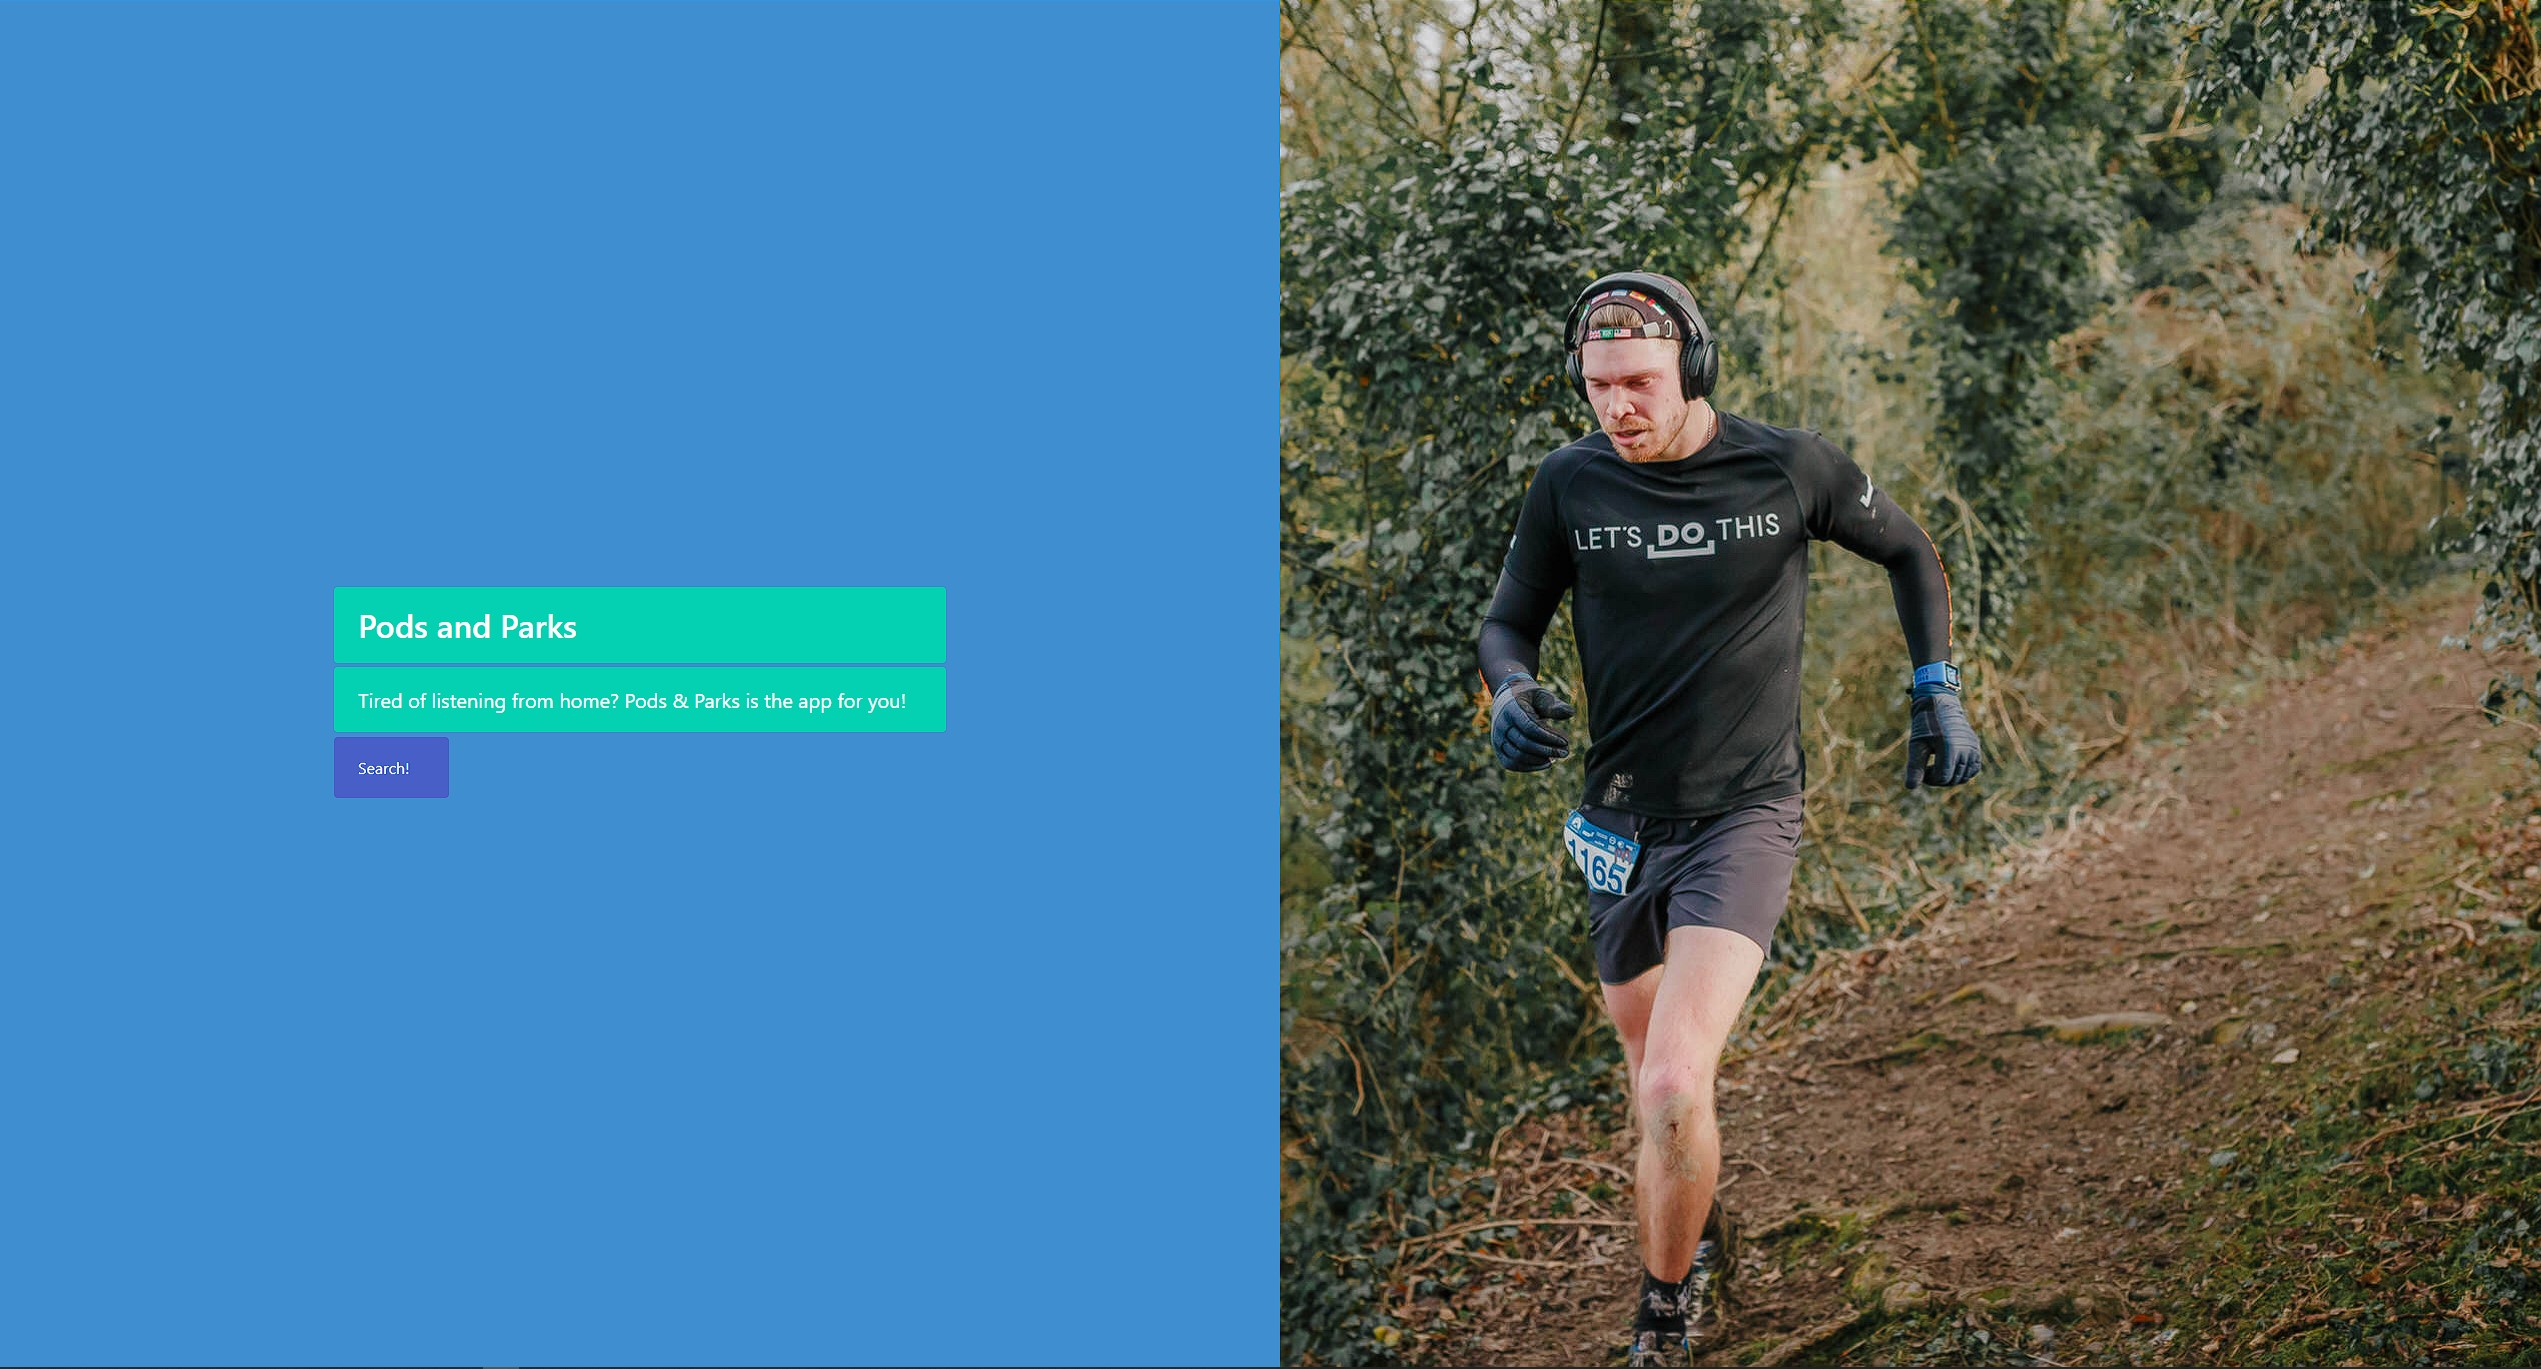 Pods and Parks
Tired of listening from home? Pods & Parks is the app for you!
Search!
LET'S DO THIS
1165